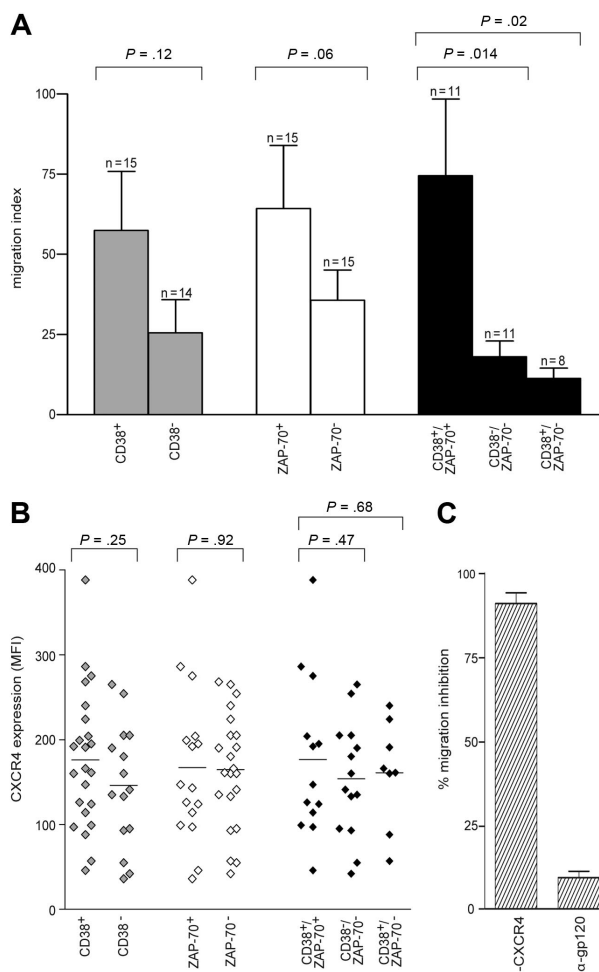 A
P = .12
P = .06
P = .02
P = .014
migration index
100
75
50
25
0
n=15
n=14
n=15
n=15
n=11
n=11
n=8
CD38+
CD38-
ZAP-70+
ZAP-70-
CD38+/
ZAP-70+
CD38-/
ZAP-70-
CD38+/
ZAP-70-
B
P = .25
P = .92
P = .68
P = .47
CXCR4 expression (MFI)
400
300
200
100
0
CD38+
CD38-
ZAP-70+
ZAP-70-
CD38+/
ZAP-70+
CD38-/
ZAP-70-
CD38+/
ZAP-70-
C
% migration inhibition
100
75
50
25
0
-CXCR4
α-gp120